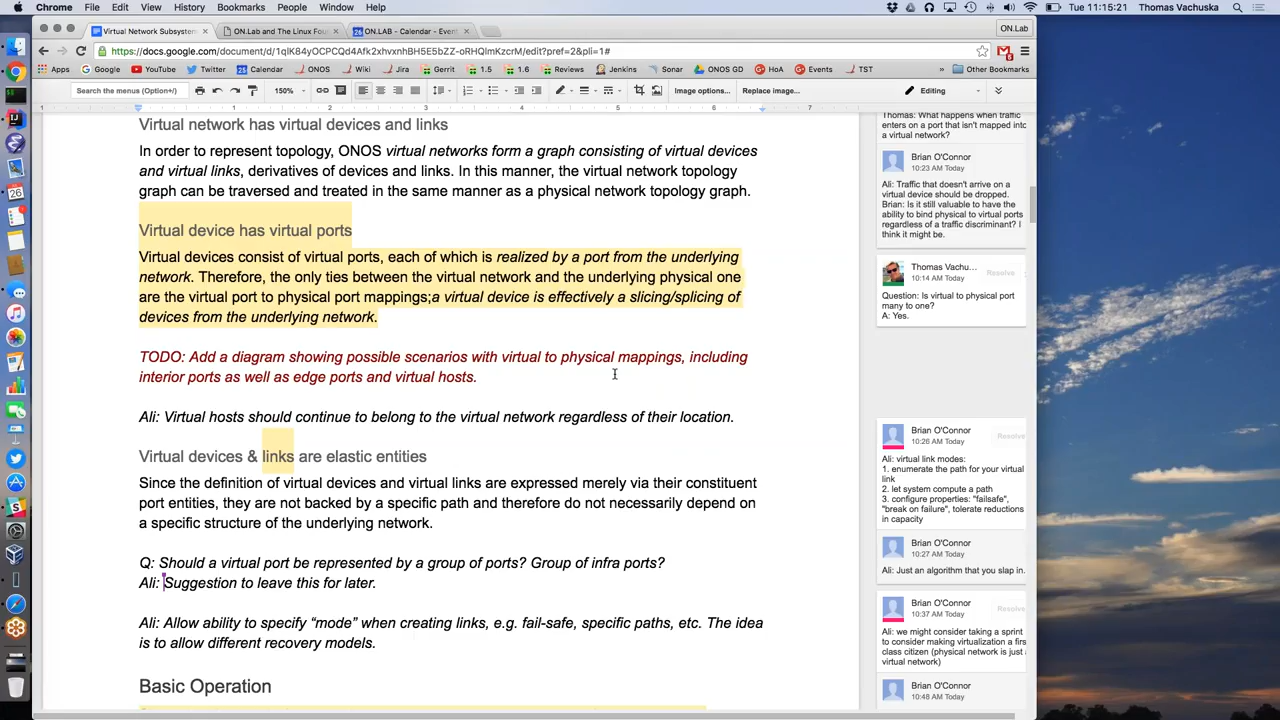 Chrome File Edit View History Bookmarks People Window ONOS Help
Thu 11:15:21 Thomas Vachuska
Virtual Network Subsystem
ON.Lab and The Linux Fou
ON.LAB - Calendar - Even
ON.Lab
https://docs.google.com/document/d/1qlK84yOCPCQd4Afk2xhvxnhBH5E5bZZ-oRHQlmKzcrM/edit?pref=2&pli=1#
Apps Google YouTube Twitter Calendar ONOS Wiki Jira Gerrit 1.5 1.6 Reviews Jenkins Sonar ONOS GD HoA Events TST » Other Bookmarks
Search the menus (Option+/) 150% Image options... Replace image... Editing
1 1 2 3 4 5 6 7
Virtual network has virtual devices and links
In order to represent topology, ONOS virtual networks form a graph consisting of virtual devices
and virtual links, derivatives of devices and links. In this manner, the virtual network topology
graph can be traversed and treated in the same manner as a physical network topology graph.
Virtual device has virtual ports
Virtual devices consist of virtual ports, each of which is realized by a port from the underlying
network. Therefore, the only ties between the virtual network and the underlying physical one
are the virtual port to physical port mappings;a virtual device is effectively a slicing/splicing of
devices from the underlying network.
TODO: Add a diagram showing possible scenarios with virtual to physical mappings, including
interior ports as well as edge ports and virtual hosts.
Ali: Virtual hosts should continue to belong to the virtual network regardless of their location.
Virtual devices & links are elastic entities
Since the definition of virtual devices and virtual links are expressed merely via their constituent
port entities, they are not backed by a specific path and therefore do not necessarily depend on
a specific structure of the underlying network.
Q: Should a virtual port be represented by a group of ports? Group of infra ports?
Ali: Suggestion to leave this for later.
Ali: Allow ability to specify “mode” when creating links, e.g. fail-safe, specific paths, etc. The idea
is to allow different recovery models.
Basic Operation
Thomas: What happens when traffic
enters on a port that isn't mapped into
a virtual network?
Brian O'Connor
10:23 AM Today
Ali: Traffic that doesn't arrive on a
virtual device should be dropped.
Brian: Is it still valuable to have the
ability to bind physical to virtual ports
regardless of a traffic discriminant? I
think it might be.
Thomas Vachu...
Resolve
10:14 AM Today
Question: Is virtual to physical port
many to one?
A: Yes.
Brian O'Connor
Resolve
10:26 AM Today
Ali: virtual link modes:
1. enumerate the path for your virtual
link
2. let system compute a path
3. configure properties: "failsafe",
"break on failure", tolerate reductions
in capacity
Brian O'Connor
10:27 AM Today
Ali: Just an algorithm that you slap in.
Brian O'Connor
Resolve
10:37 AM Today
Ali: we might consider taking a sprint
to consider making virtualization a firs
class citizen (physical network is just
virtual network)
Brian O'Connor
10:48 AM Today